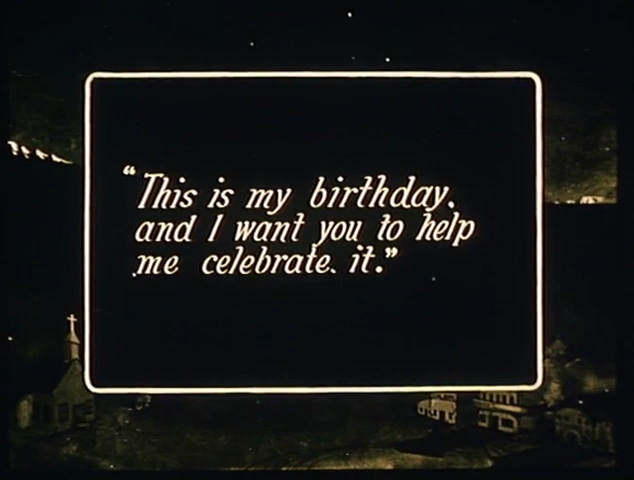 "This is my birthday.
and I want you to help
me celebrate. it."